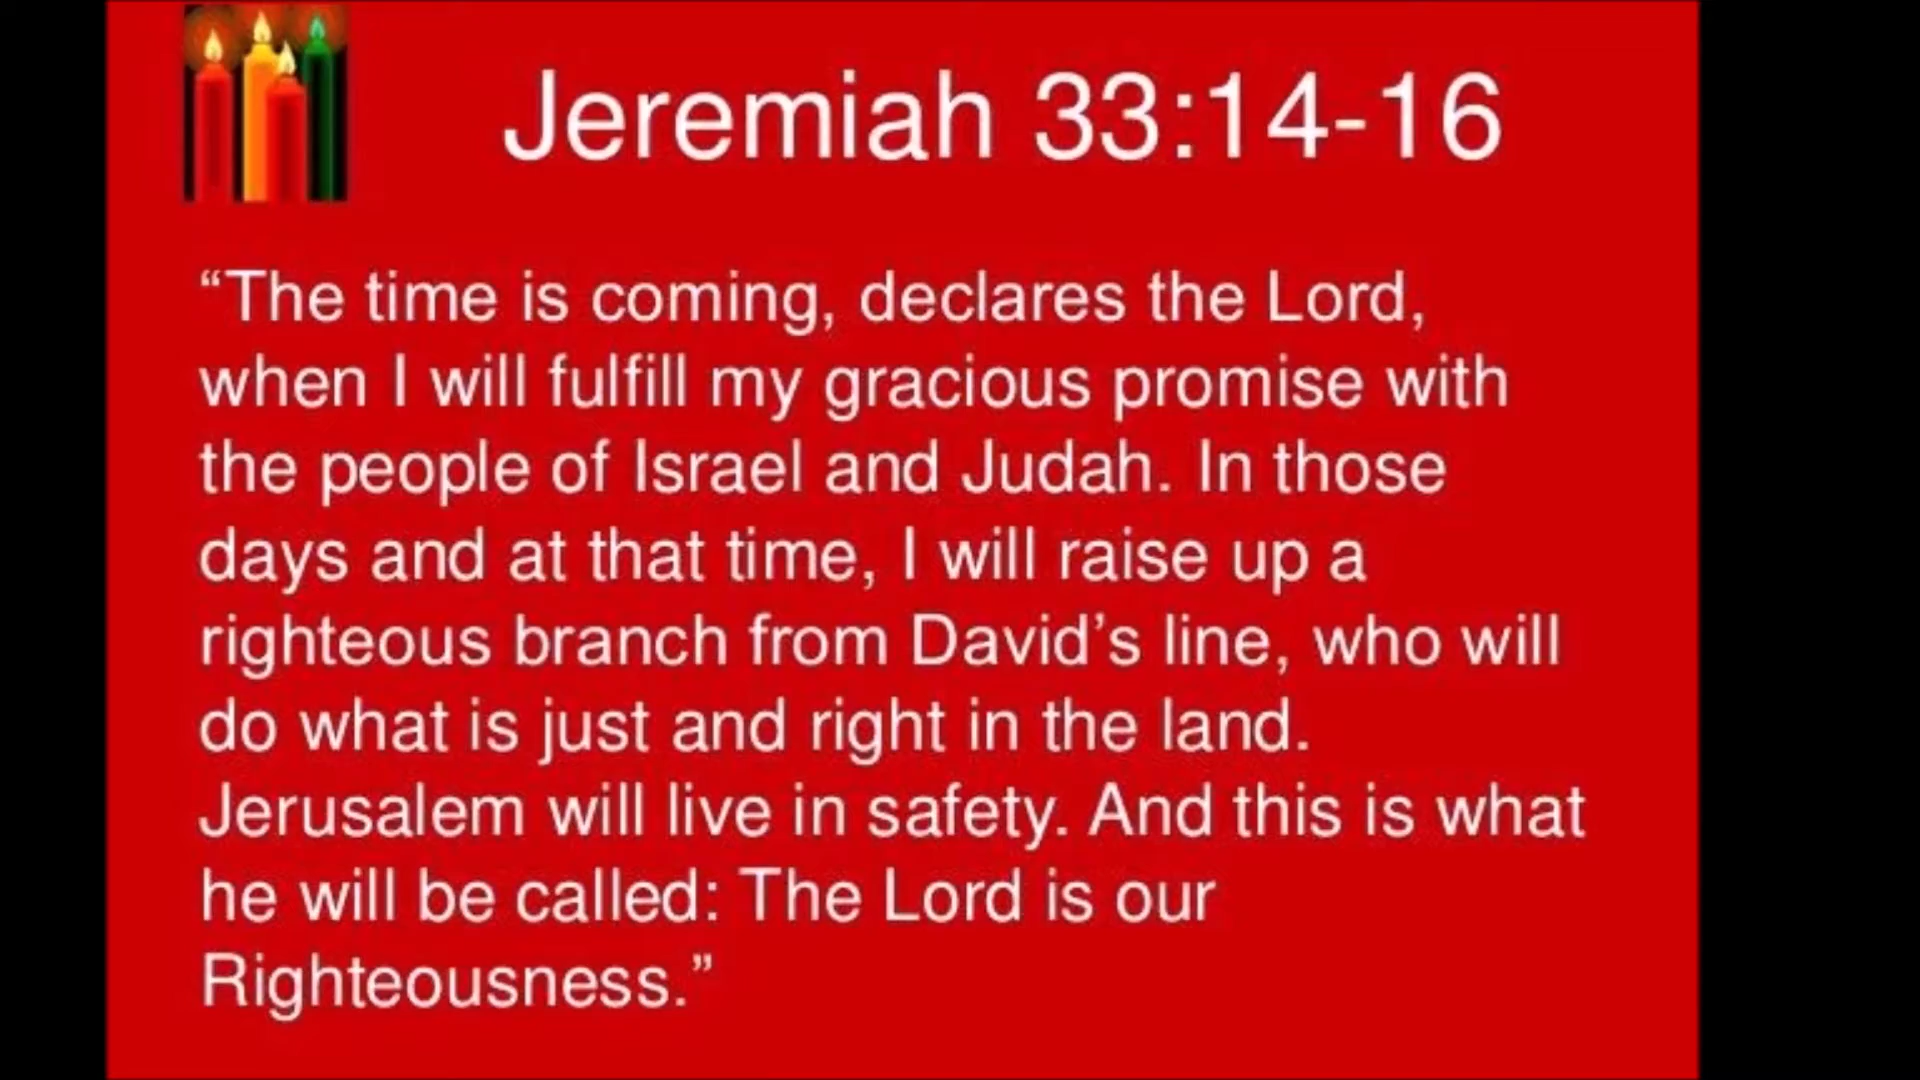 Jeremiah 33:14-16
“The time is coming, declares the Lord,
when I will fulfill my gracious promise with
the people of Israel and Judah. In those
days and at that time, I will raise up a
righteous branch from David’s line, who will
do what is just and right in the land.
Jerusalem will live in safety. And this is what
he will be called: The Lord is our
Righteousness.”